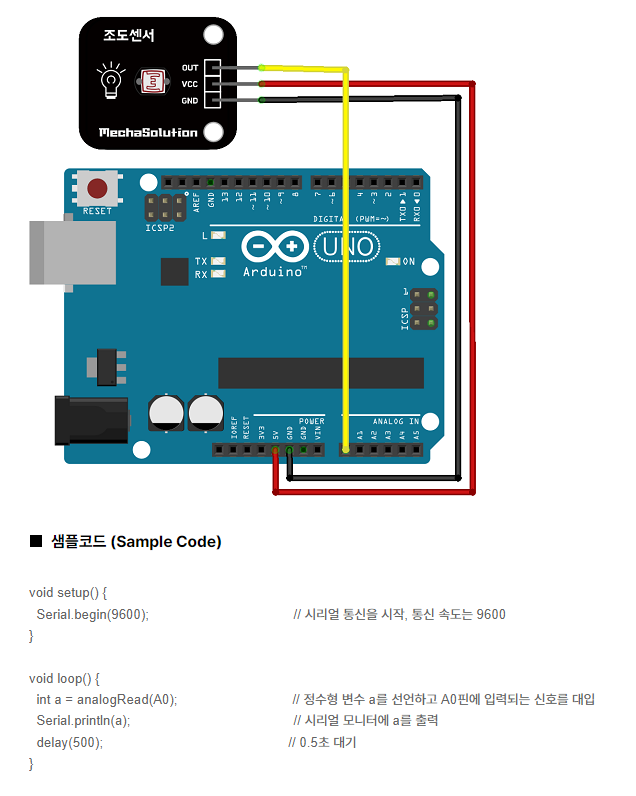 조도센서
OUT
VCC
GND
MechaSolution
RESET
ICSP2
AREF
GND
13
12
~11
~10
~9
8
7
~6
4
~3
2
TX0▶1
RX0◀0
DIGITAL (PWM=~)
L
TX
RX
Arduino™
UNO
ON
1
ICSP
POWER
ANALOG IN
IOREF
RESET
3V3
5V
GND
GND
VIN
A1
A2
A3
A4
A5
■ 샘플코드 (Sample Code)
void setup() {
Serial.begin(9600); // 시리얼 통신을 시작, 통신 속도는 9600
}
void loop() {
int a = analogRead(A0); // 정수형 변수 a를 선언하고 A0핀에 입력되는 신호를 대입
Serial.println(a); // 시리얼 모니터에 a를 출력
delay(500); // 0.5초 대기
}